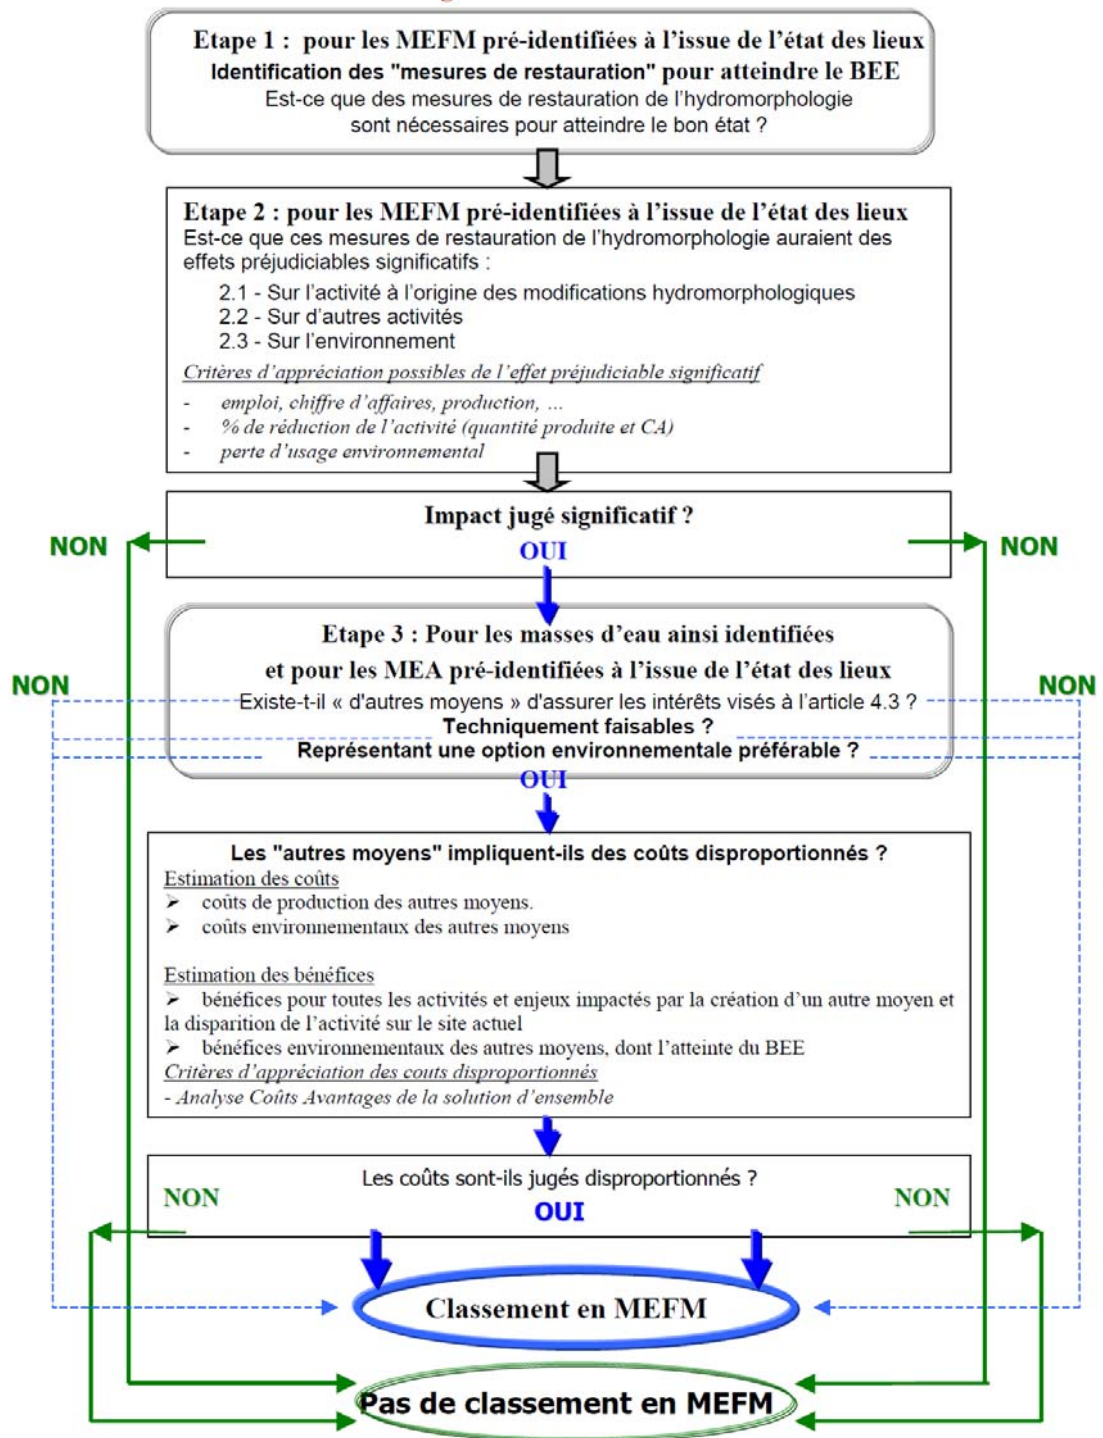 Etape 1 : pour les MEFM pré-identifiées à l'issue de l'état des lieux
Identification des "mesures de restauration" pour atteindre le BEE
Est-ce que des mesures de restauration de l'hydromorphologie
sont nécessaires pour atteindre le bon état ?
Etape 2 : pour les MEFM pré-identifiées à l'issue de l'état des lieux
Est-ce que ces mesures de restauration de l'hydromorphologie auraient des
effets préjudiciables significatifs :
2.1 - Sur l'activité à l'origine des modifications hydromorphologiques
2.2 - Sur d'autres activités
2.3 - Sur l'environnement
Critères d'appréciation possibles de l'effet préjudiciable significatif
- emploi, chiffre d'affaires, production, …
- % de réduction de l'activité (quantité produite et CA)
- perte d'usage environnemental
Impact jugé significatif ?
NON
OUI
NON
Etape 3 : Pour les masses d'eau ainsi identifiées
et pour les MEA pré-identifiées à l'issue de l'état des lieux
NON
NON
Existe-t-il « d'autres moyens » d'assurer les intérêts visés à l'article 4.3 ?
Techniquement faisables ?
Représentant une option environnementale préférable ?
OUI
Les "autres moyens" impliquent-ils des coûts disproportionnés ?
Estimation des coûts
➢ coûts de production des autres moyens.
➢ coûts environnementaux des autres moyens
Estimation des bénéfices
➢ bénéfices pour toutes les activités et enjeux impactés par la création d'un autre moyen et
la disparition de l'activité sur le site actuel
➢ bénéfices environnementaux des autres moyens, dont l'atteinte du BEE
Critères d'appréciation des couts disproportionnés
- Analyse Coûts Avantages de la solution d'ensemble
Les coûts sont-ils jugés disproportionnés ?
NON
OUI
NON
Classement en MEFM
Pas de classement en MEFM